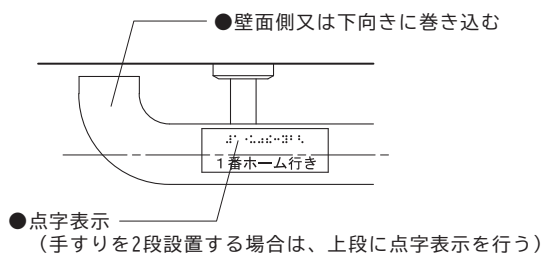 ●壁面側又は下向きに巻き込む
1番ホーム行き
●点字表示
（手すりを2段設置する場合は、上段に点字表示を行う）